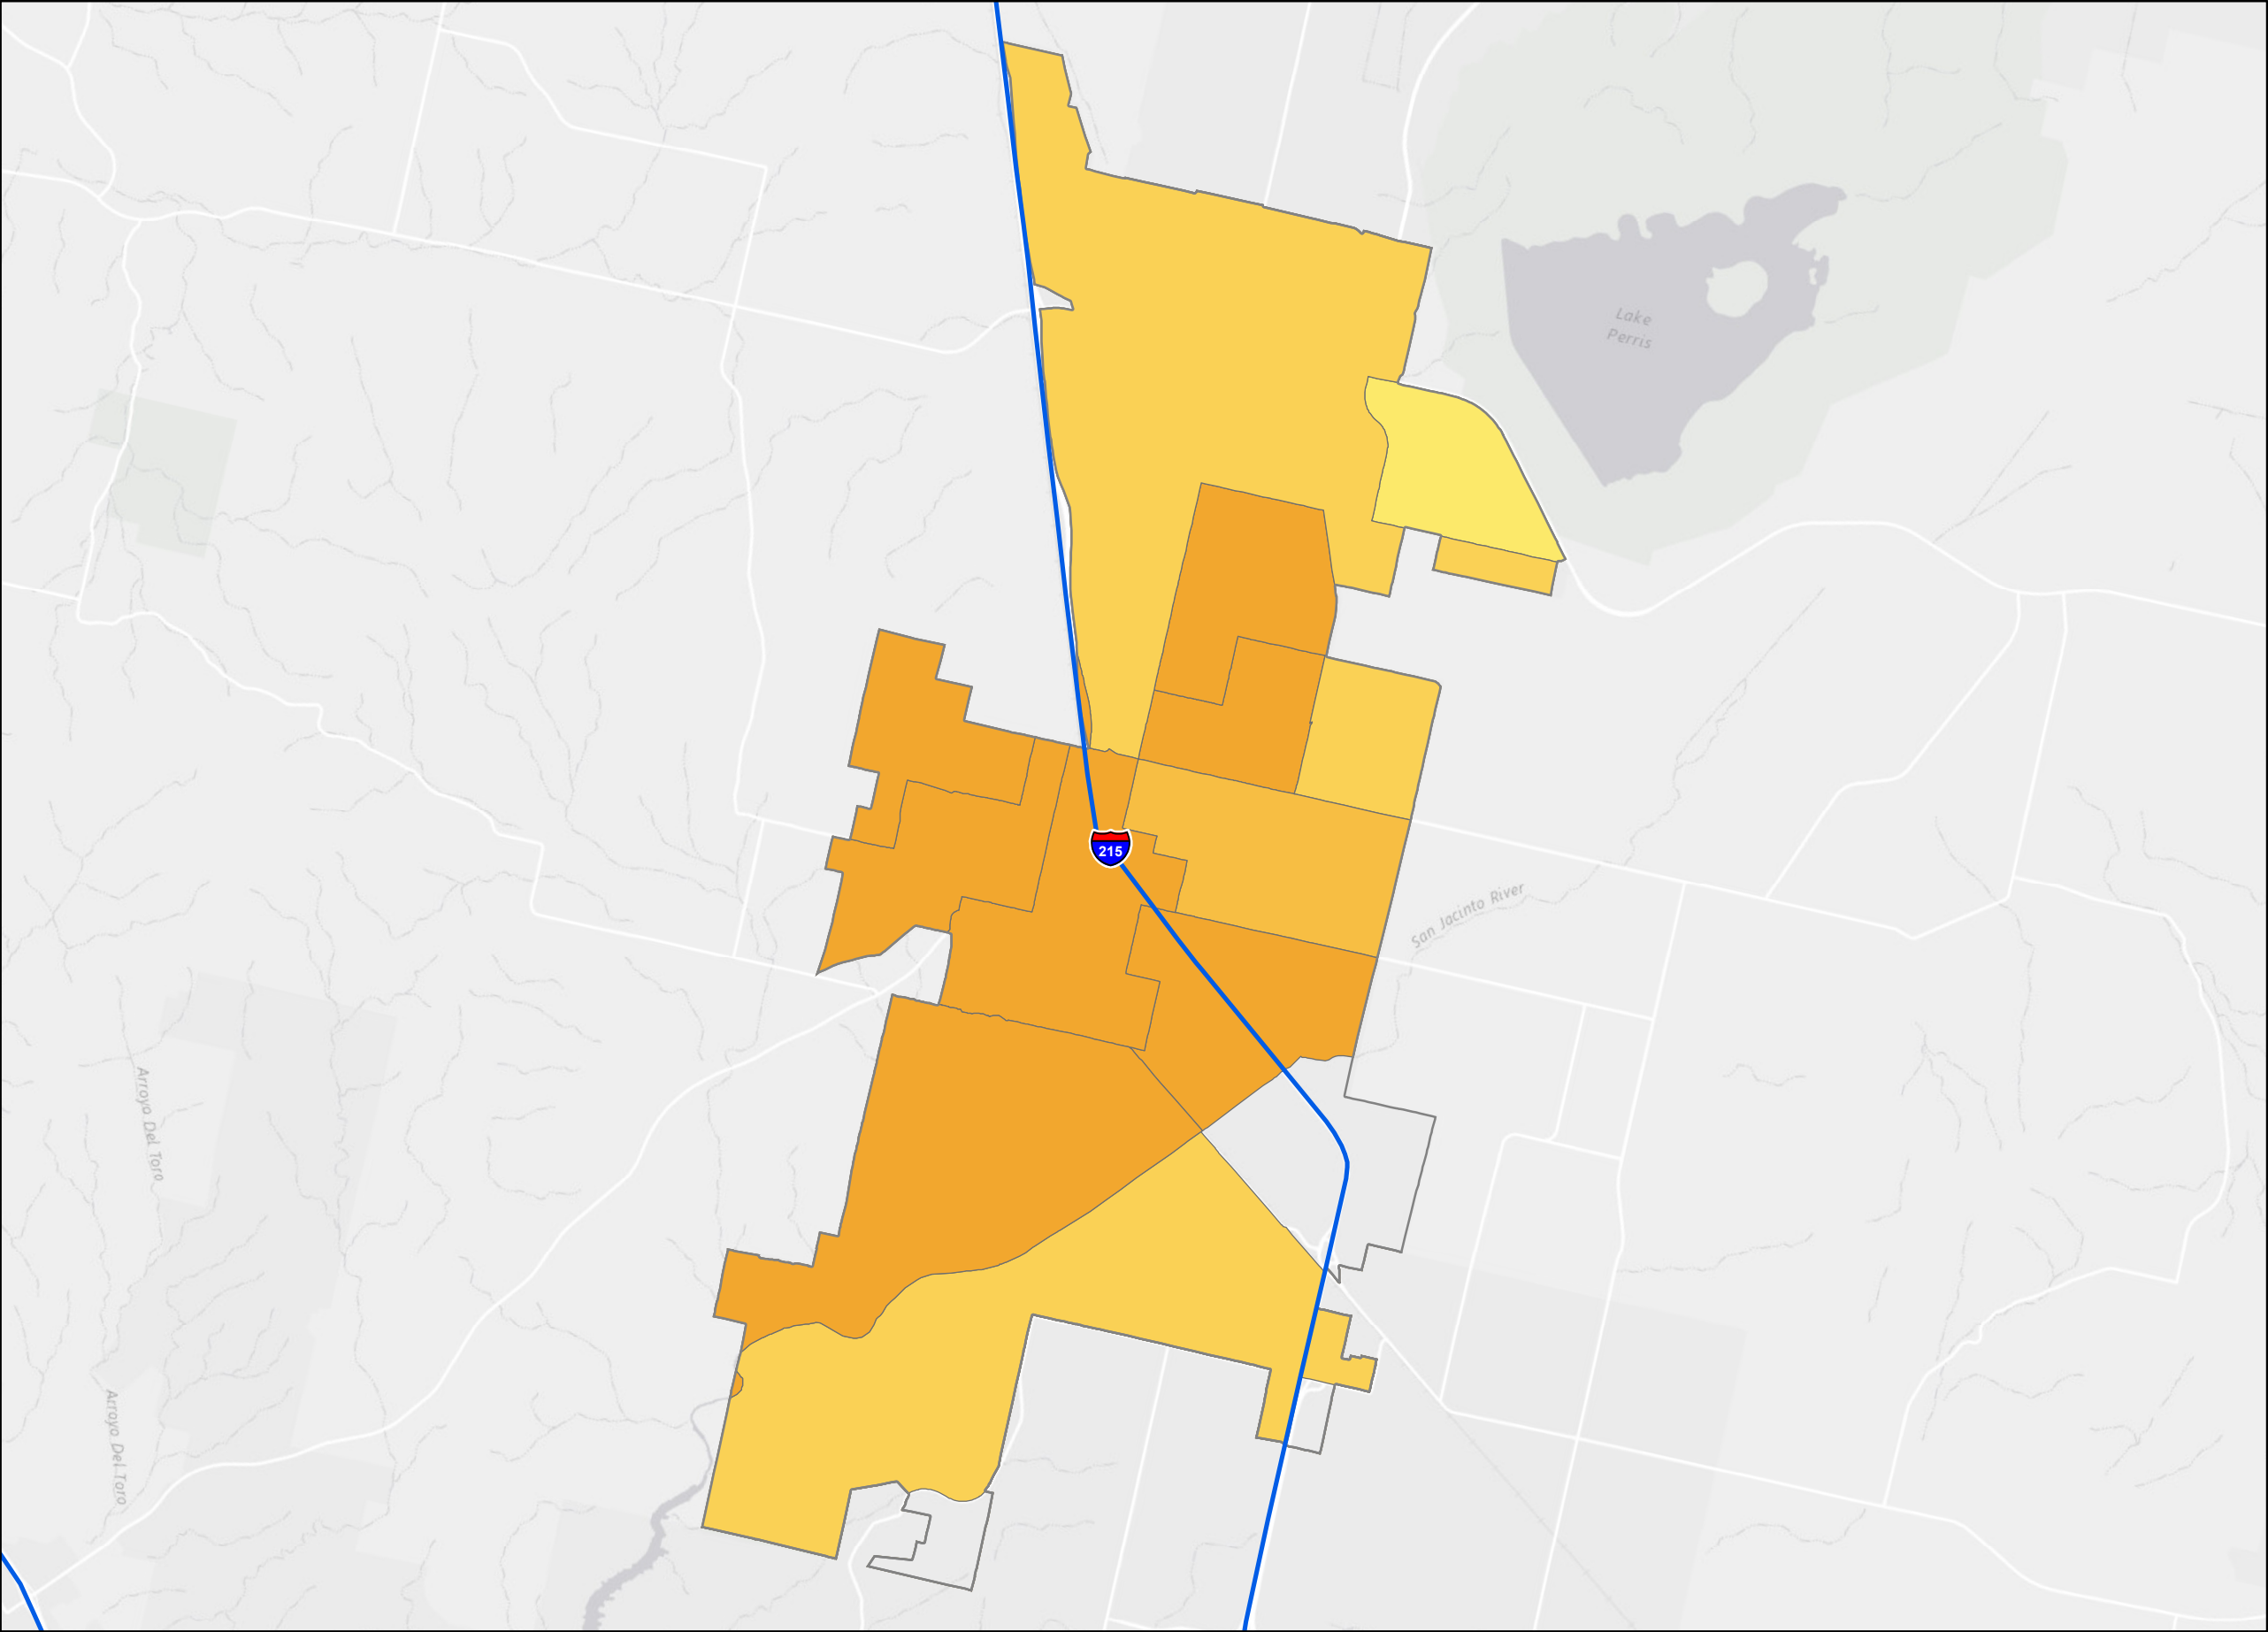 Lake
Perris
215
San Jacinto River
Arroyo Del Toro
Arroyo Del Toro